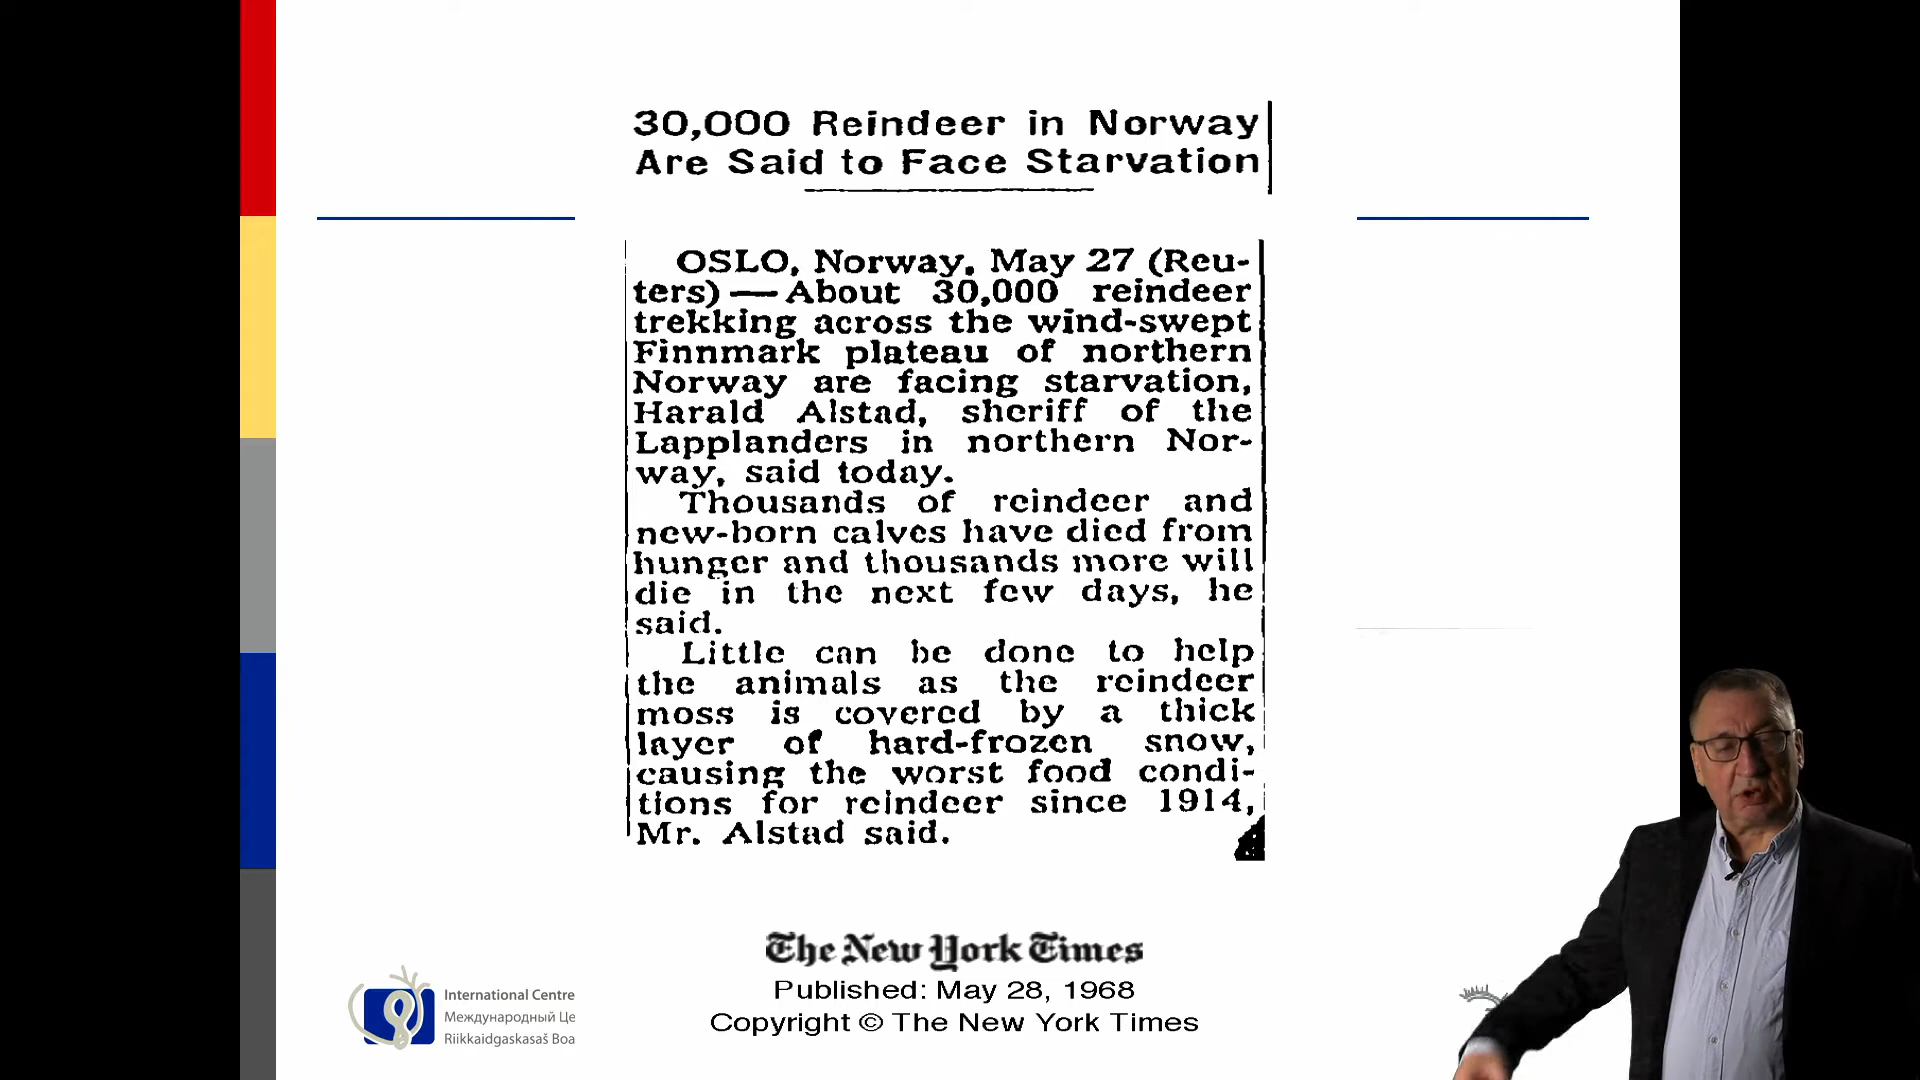 30,000 Reindeer in Norway
Are Said to Face Starvation
OSLO, Norway, May 27 (Reu-
ters)—About 30,000 reindeer
trekking across the wind-swept
Finnmark plateau of northern
Norway are facing starvation,
Harald Alstad, sheriff of the
Lapplanders in northern Nor-
way, said today.
Thousands of reindeer and
new-born calves have died from
hunger and thousands more will
die in the next few days, he
said.
Little can be done to help
the animals as the reindeer
moss is covered by a thick
layer of hard-frozen snow,
causing the worst food condi-
tions for reindeer since 1914,
Mr. Alstad said.
The New York Times
Published: May 28, 1968
Copyright © The New York Times
International Centre
Международный Це
Riikkaidgaskasaš Boa